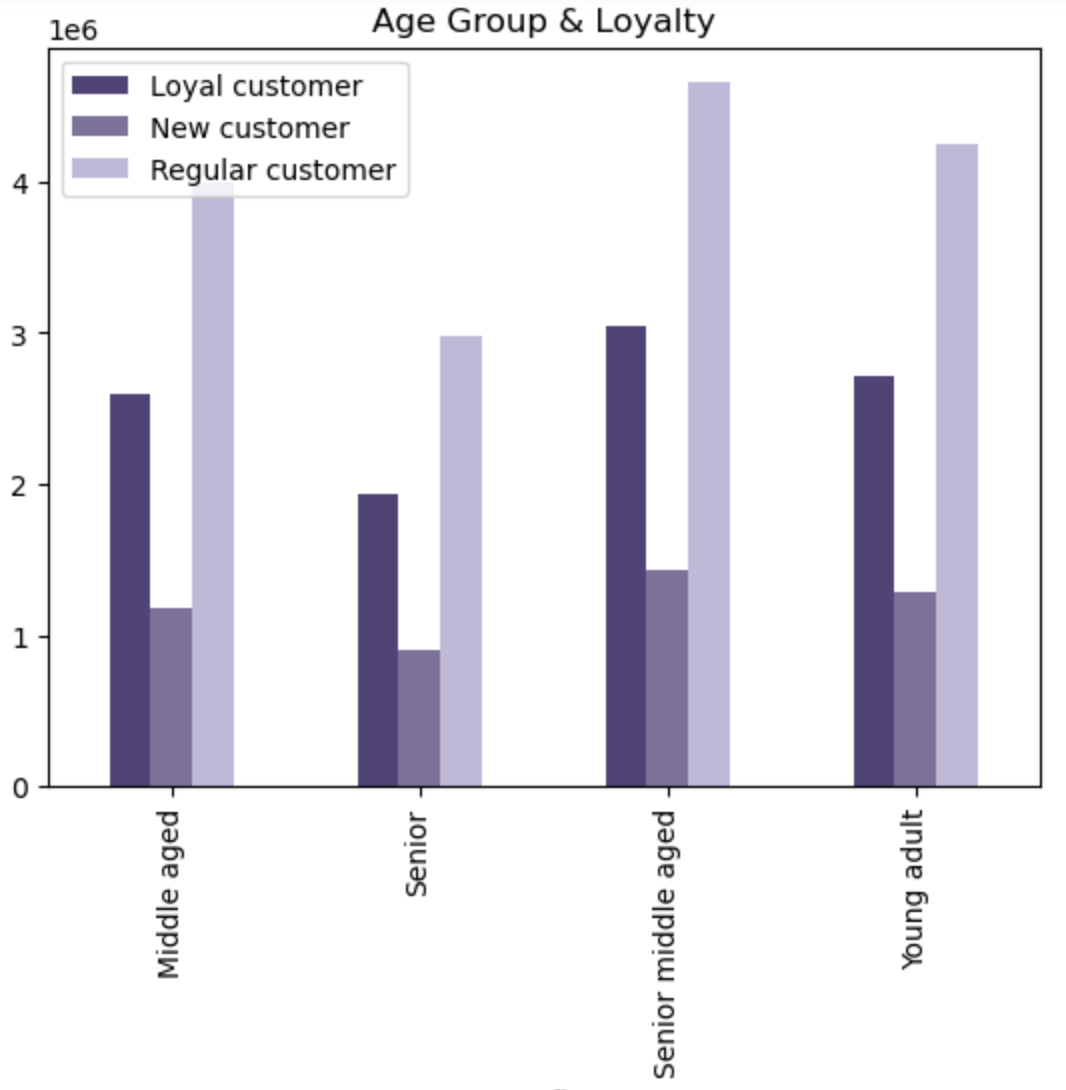 Age Group & Loyalty
1e6
Loyal customer
New customer
Regular customer
4
3
2
1
0
Middle aged
Senior
Senior middle aged
Young adult